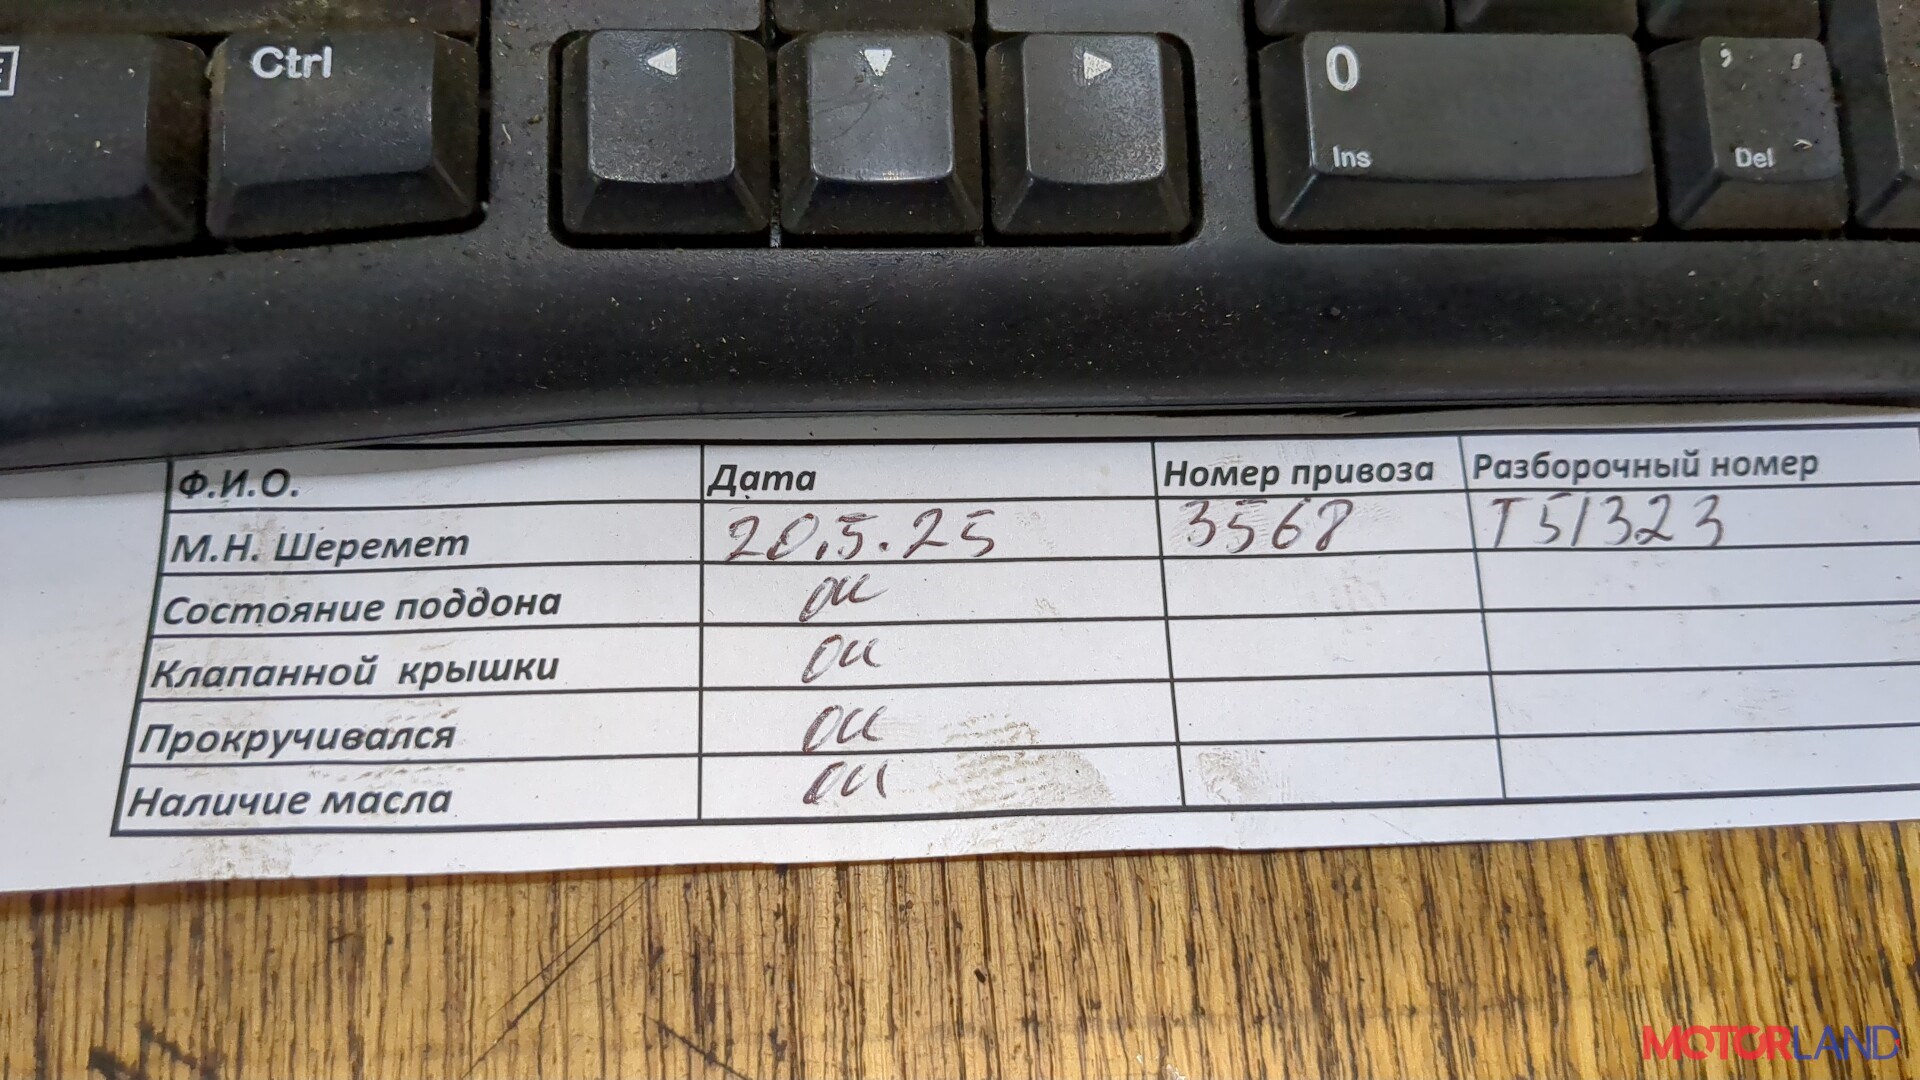 Ctrl
0
Ins
Del
Ф.И.О. Дата Номер привоза Разборочный номер
М.Н. Шеремет 20.5.25 3568 T51323
Состояние поддона ок
Клапанной крышки ок
Прокручивался ок
Наличие масла ок
MOTORLAND